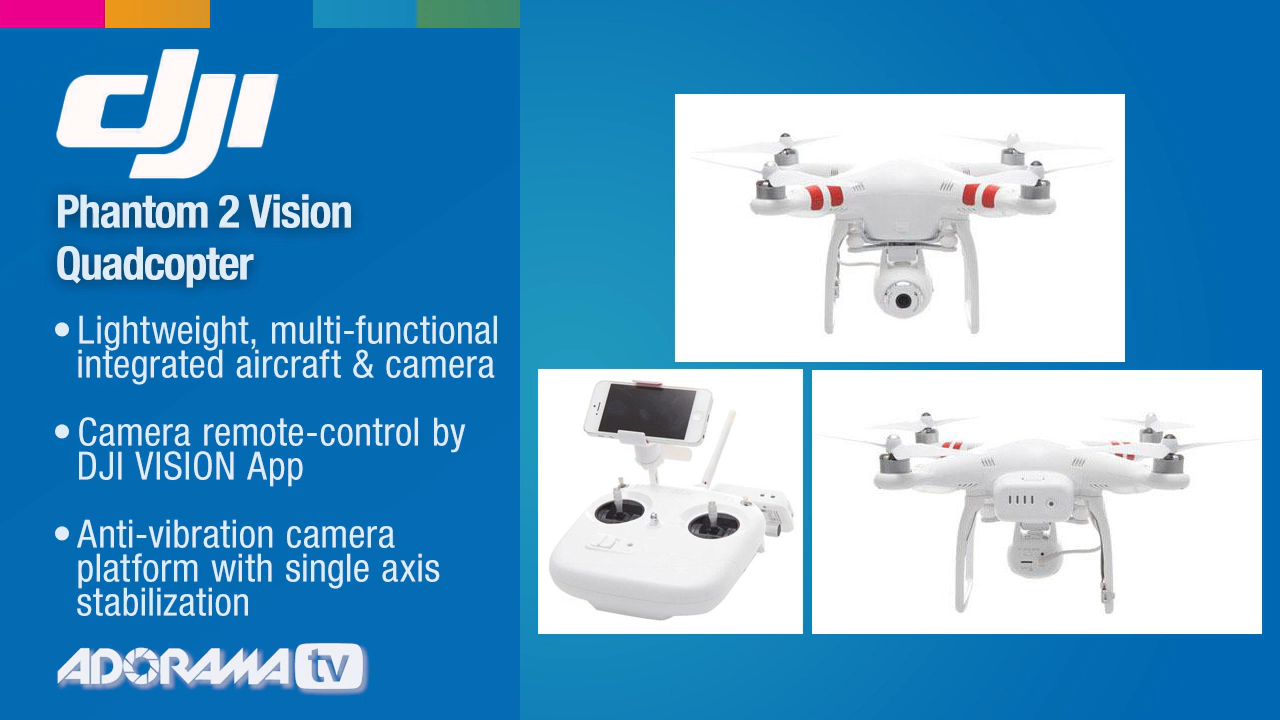 dji
Phantom 2 Vision
Quadcopter
• Lightweight, multi-functional
integrated aircraft & camera
• Camera remote-control by
DJI VISION App
• Anti-vibration camera
platform with single axis
stabilization
ADORAMA tv